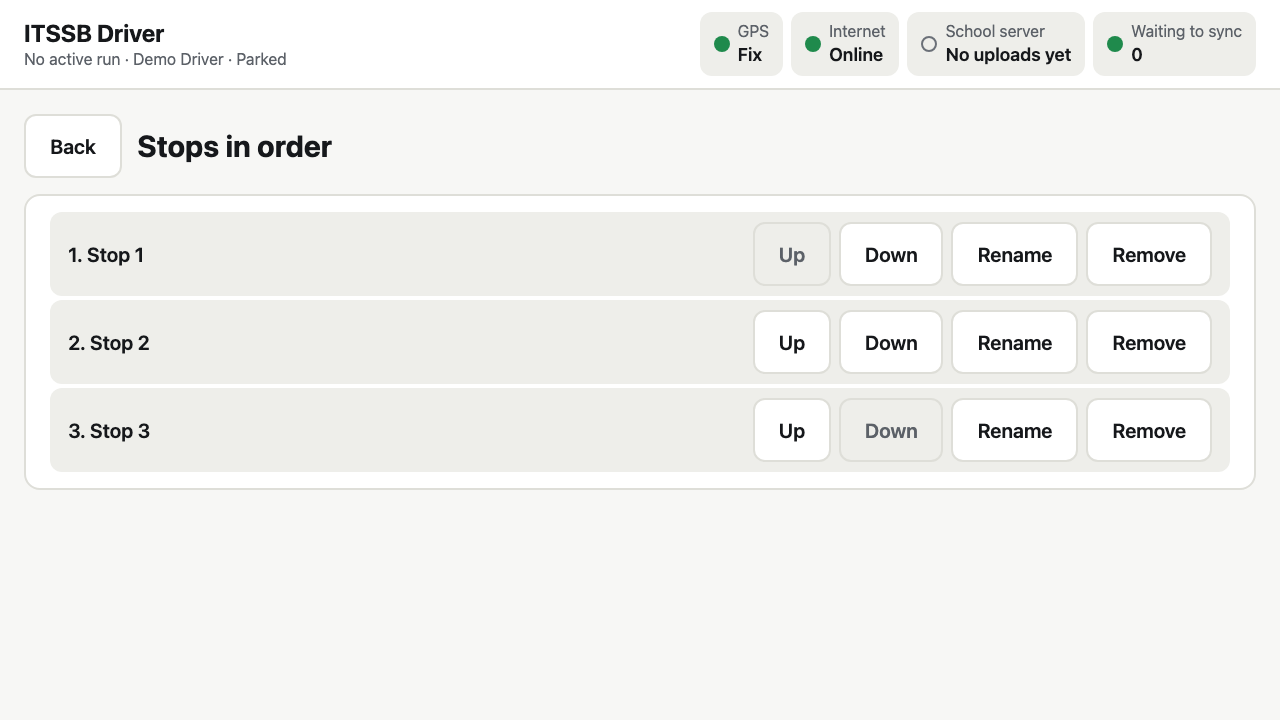 ITSSB Driver
No active run · Demo Driver · Parked
GPS
Fix
Internet
Online
School server
No uploads yet
Waiting to sync
0
Back
Stops in order
1. Stop 1
Up
Down
Rename
Remove
2. Stop 2
Up
Down
Rename
Remove
3. Stop 3
Up
Down
Rename
Remove